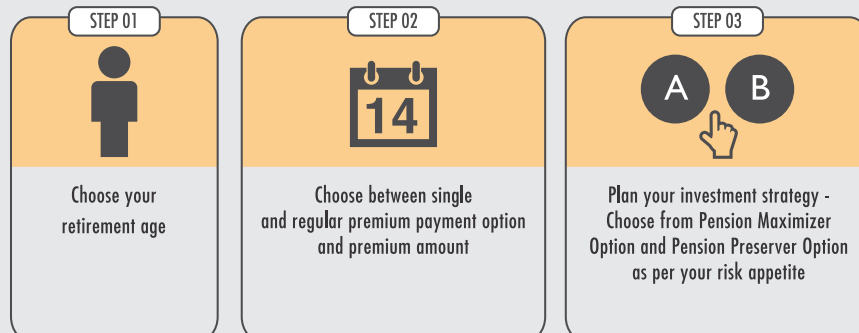 STEP 01
Choose your
retirement age
STEP 02
14
Choose between single
and regular premium payment option
and premium amount
STEP 03
A B
Plan your investment strategy -
Choose from Pension Maximizer
Option and Pension Preserver Option
as per your risk appetite